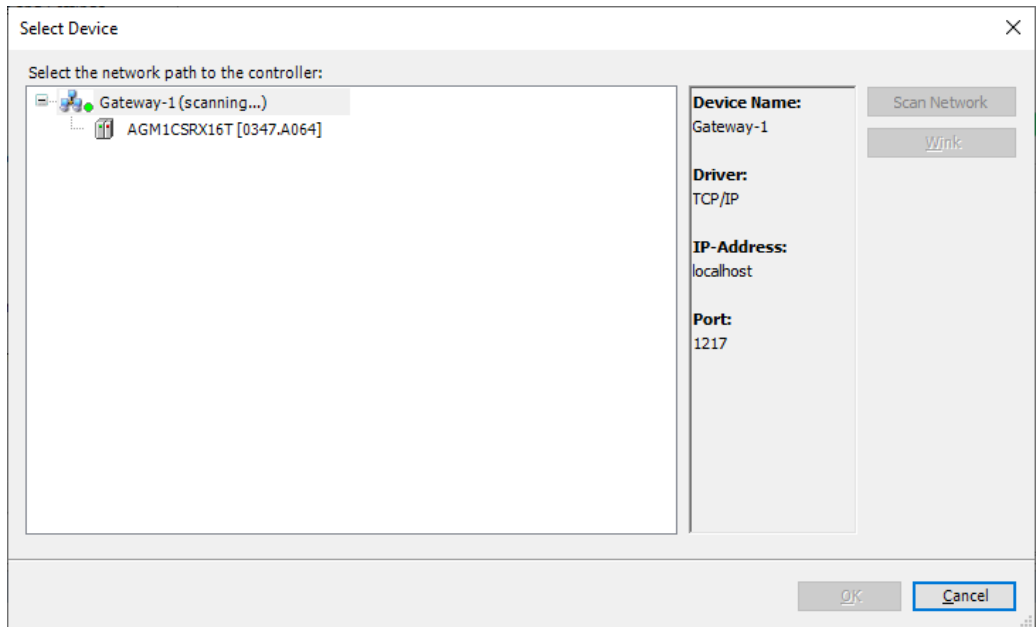 Select Device
Select the network path to the controller:
Gateway-1 (scanning...)
AGM1CSRX16T [0347.A064]
Device Name:
Gateway-1
Driver:
TCP/IP
IP-Address:
localhost
Port:
1217
Scan Network
Wink
OK
Cancel